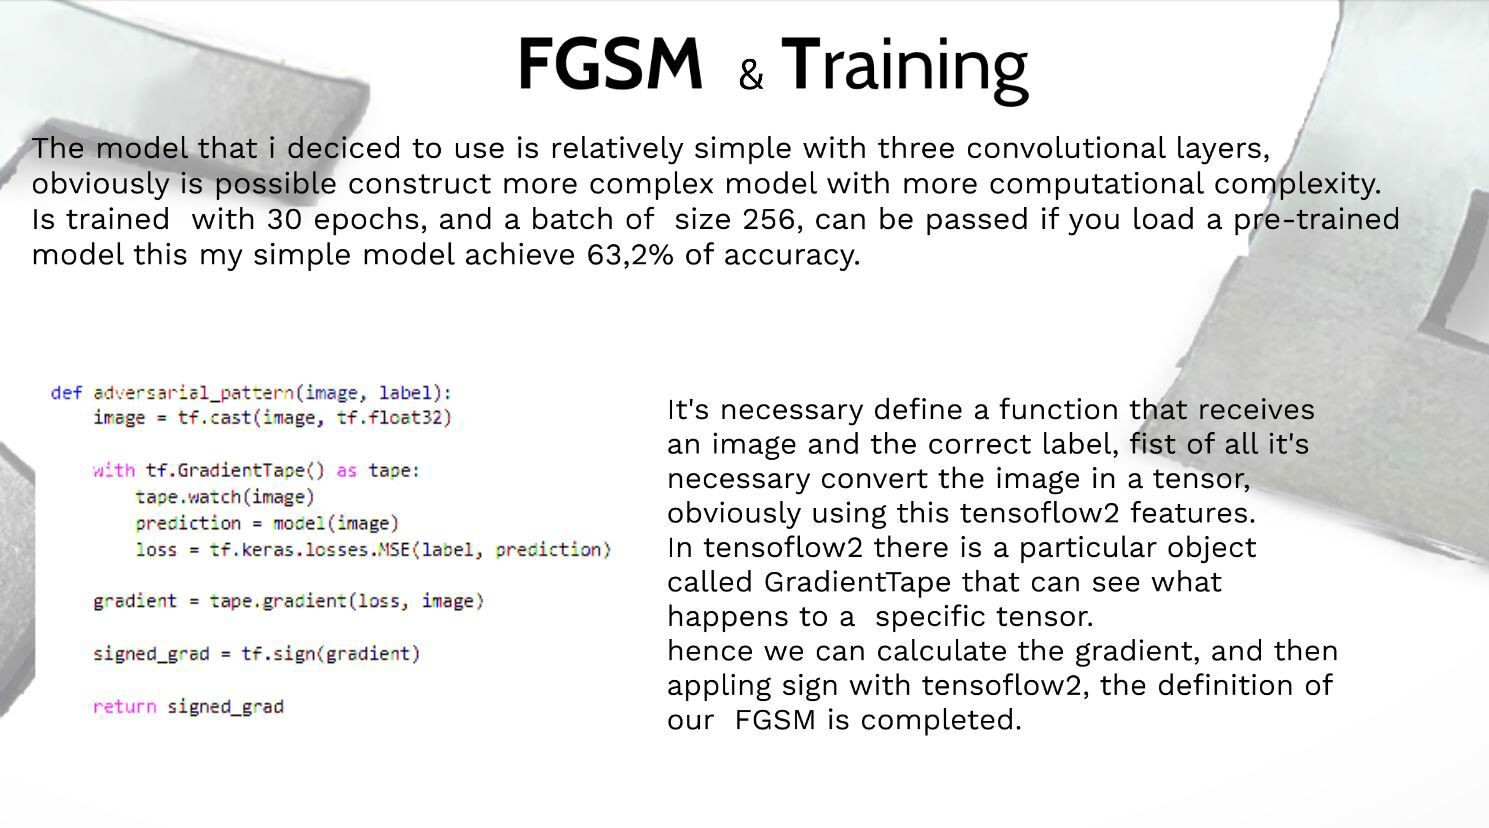 FGSM & Training
The model that i deciced to use is relatively simple with three convolutional layers,
obviously is possible construct more complex model with more computational complexity.
Is trained with 30 epochs, and a batch of size 256, can be passed if you load a pre-trained
model this my simple model achieve 63,2% of accuracy.
def adversarial_pattern(image, label):
    image = tf.cast(image, tf.float32)
    with tf.GradientTape() as tape:
        tape.watch(image)
        prediction = model(image)
        loss = tf.keras.losses.MSE(label, prediction)
    gradient = tape.gradient(loss, image)
    signed_grad = tf.sign(gradient)
    return signed_grad
It's necessary define a function that receives
an image and the correct label, fist of all it's
necessary convert the image in a tensor,
obviously using this tensoflow2 features.
In tensoflow2 there is a particular object
called GradientTape that can see what
happens to a specific tensor.
hence we can calculate the gradient, and then
appling sign with tensoflow2, the definition of
our FGSM is completed.